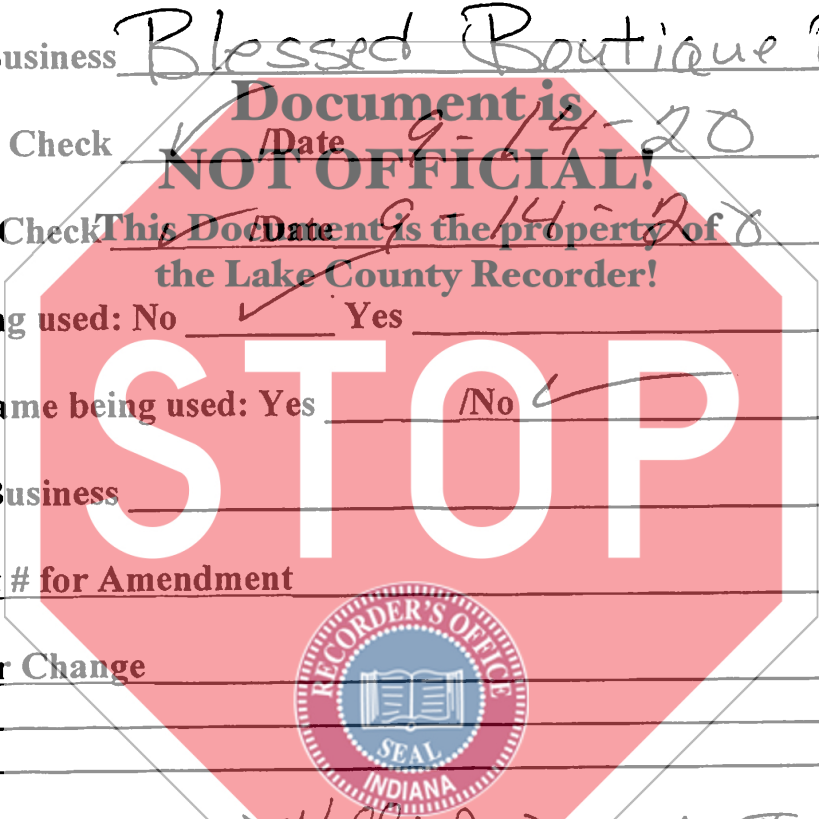 Business Blessed Boutique
Document is
Check /Date 9-14-20
NOT OFFICIAL!
Check /Date 9-14-20
This Document is the property of
the Lake County Recorder!
g used: No Yes
STOP
ame being used: Yes /No
Business
# for Amendment
RECORDER'S OFFICE
r Change
SEAL
INDIANA